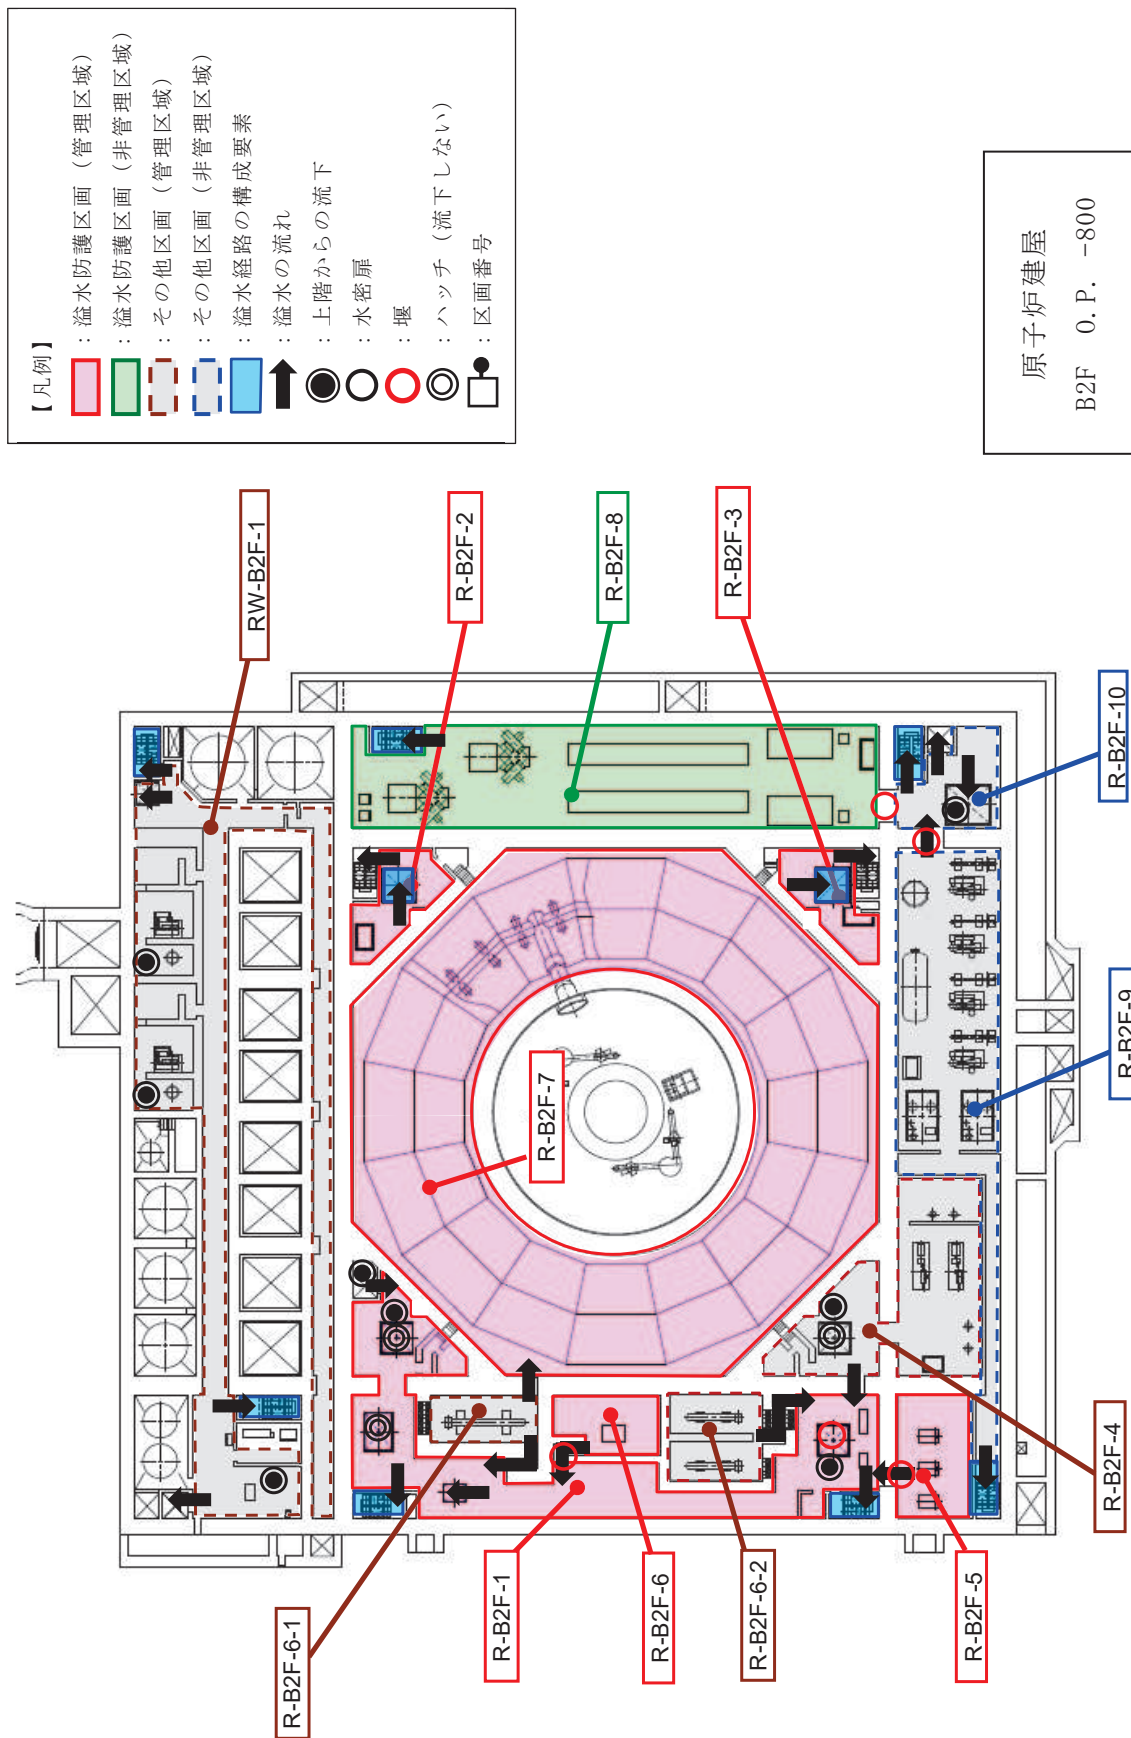 【凡例】
：溢水防護区画（管理区域）
：溢水防護区画（非管理区域）
：その他区画（管理区域）
：その他区画（非管理区域）
：溢水経路の構成要素
：溢水の流れ
：上階からの流下
：水密扉
：堰
：ハッチ（流下しない）
：区画番号
RW-B2F-1
R-B2F-2
R-B2F-8
R-B2F-3
R-B2F-10
R-B2F-9
R-B2F-7
R-B2F-6-1
R-B2F-1
R-B2F-6
R-B2F-6-2
R-B2F-5
R-B2F-4
原子炉建屋
B2F O.P. -800